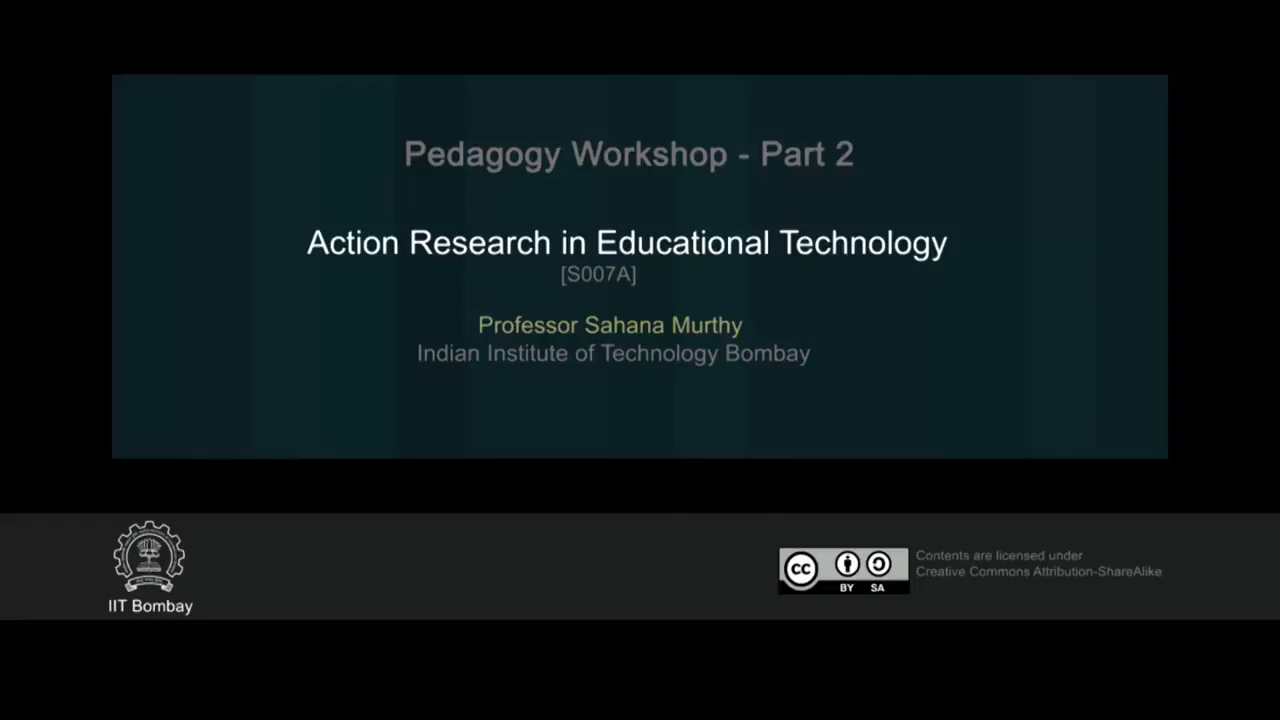 Pedagogy Workshop - Part 2
Action Research in Educational Technology
[S007A]
Professor Sahana Murthy
Indian Institute of Technology Bombay
IIT Bombay
cc
BY SA
Contents are licensed under
Creative Commons Attribution-ShareAlike